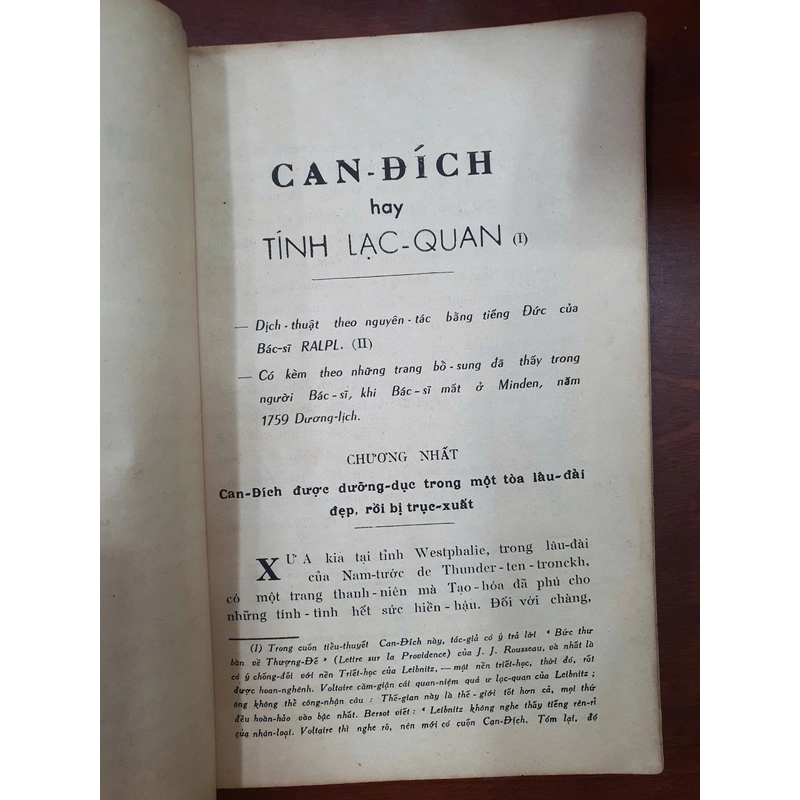 CAN-ĐÍCH
hay
TÍNH LẠC-QUAN (I)
— Dịch-thuật theo nguyên-tác bằng tiếng Đức của
Bác-sĩ RALPL. (II)
— Có kèm theo những trang bổ-sung đã thấy trong
người Bác-sĩ, khi Bác-sĩ mất ở Minden, năm
1759 Dương-lịch.
CHƯƠNG NHẤT
Can-Đích được dưỡng-dục trong một tòa lâu-đài
đẹp, rồi bị trục-xuất
XƯA kia tại tỉnh Westphalie, trong lâu-đài
của Nam-tước de Thunder-ten-tronckh,
có một trang thanh-niên mà Tạo-hóa đã phú cho
những tính-tình hết sức hiền-hậu. Đối với chàng,
(I) Trong cuốn tiểu-thuyết Can-Đích này, tác-giả có ý trả lời « Bức thư
bàn về Thượng-Đế » (Lettre sur la Providence) của J. J. Rousseau, và nhất là
có ý chống-đối với nền Triết-học của Leibnitz, — một nền triết-học, thời đó, rất
được hoan-nghênh. Voltaire căm-giận cái quan-niệm quá ư lạc-quan của Leibnitz ;
ông không thể công-nhận câu : Thế-gian này là thế-giới tốt hơn cả, mọi thứ
đều hoàn-hảo vào bậc nhất. Bersot viết : « Leibnitz không nghe thấy tiếng rên-rỉ
của nhân-loại. Voltaire thì nghe rõ, nên mới có cuốn Cạn-Đích. Tóm lại, đó